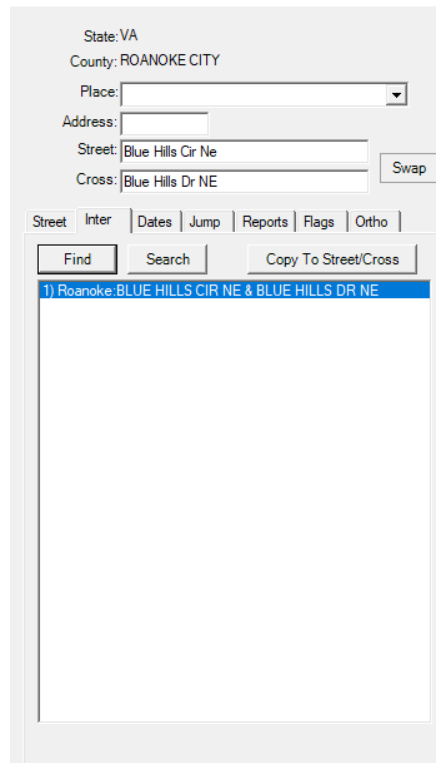 State: VA
County: ROANOKE CITY
Place:
Address:
Street: Blue Hills Cir Ne
Cross: Blue Hills Dr NE
Swap
Street Inter Dates Jump Reports Flags Ortho
Find Search Copy To Street/Cross
1) Roanoke:BLUE HILLS CIR NE & BLUE HILLS DR NE